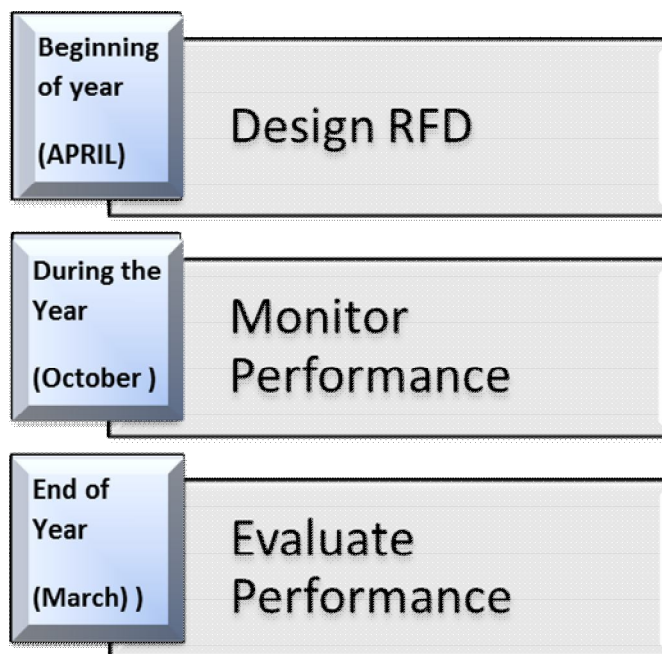 Beginning
of year
(APRIL)
Design RFD
During the
Year
(October )
Monitor
Performance
End of
Year
(March) )
Evaluate
Performance